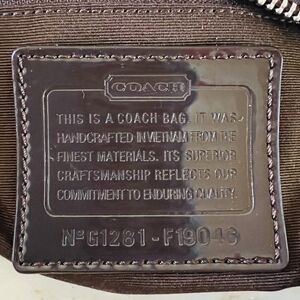 COACH
THIS IS A COACH BAG. IT WAS
HANDCRAFTED IN VIETNAM FROM THE
FINEST MATERIALS. ITS SUPERIOR
CRAFTSMANSHIP REFLECTS OUR
COMMITMENT TO ENDURING QUALITY.
Nº G1281-F19046